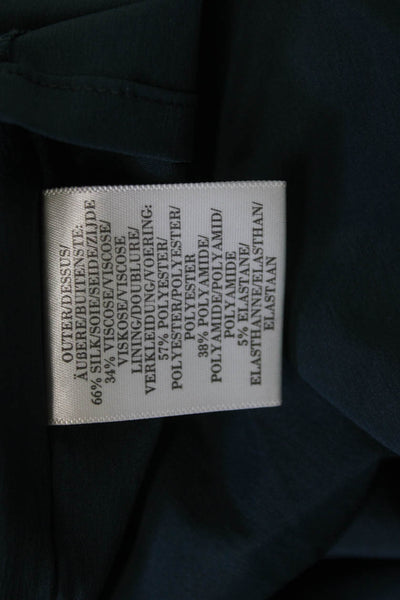 OUTER/DESSUS/
ÄUBERE/BUITENSTE:
66% SILK/SOIE/SEIDE/ZIJDE
34% VISCOSE/VISCOSE/
VISKOSE/VISCOSE
LINING/DOUBLURE/
VERKLEIDUNG/VOERING:
57% POLYESTER/
POLYESTER/POLYESTER/
POLYESTER
38% POLYAMIDE/
POLYAMIDE/POLYAMID/
POLYAMIDE
5% ELASTANE/
ELASTHANNE/ELASTHAN/
ELASTAAN